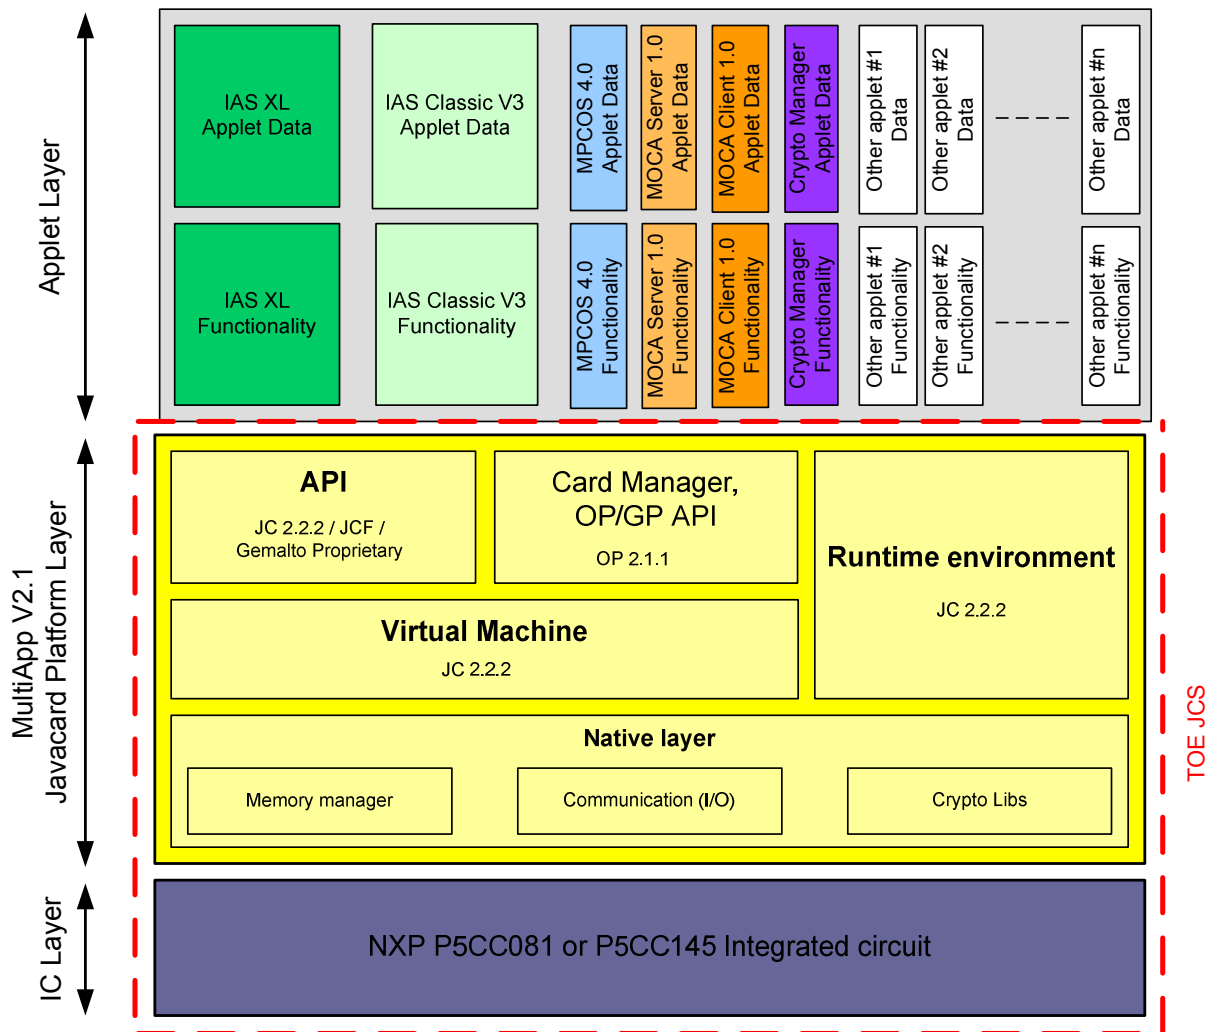 Applet Layer
IAS XL
Applet Data
IAS Classic V3
Applet Data
MPCOS 4.0
Applet Data
MOCA Server 1.0
Applet Data
MOCA Client 1.0
Applet Data
Crypto Manager
Applet Data
Other applet #1
Data
Other applet #2
Data
Other applet #n
Data
IAS XL
Functionality
IAS Classic V3
Functionality
MPCOS 4.0
Functionality
MOCA Server 1.0
Functionality
MOCA Client 1.0
Functionality
Crypto Manager
Functionality
Other applet #1
Functionality
Other applet #2
Functionality
Other applet #n
Functionality
MultiApp V2.1
Javacard Platform Layer
API
JC 2.2.2 / JCF /
Gemalto Proprietary
Card Manager,
OP/GP API
OP 2.1.1
Runtime environment
JC 2.2.2
Virtual Machine
JC 2.2.2
Native layer
Memory manager
Communication (I/O)
Crypto Libs
TOE JCS
IC Layer
NXP P5CC081 or P5CC145 Integrated circuit